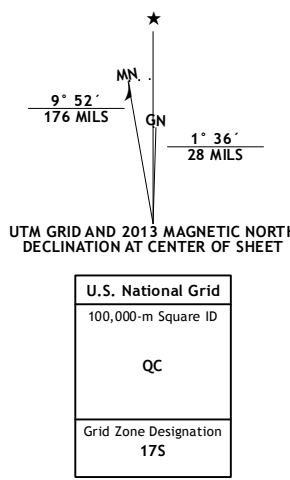 ★
MN
GN
9° 52´
176 MILS
1° 36´
28 MILS
UTM GRID AND 2013 MAGNETIC NORTH
DECLINATION AT CENTER OF SHEET
U.S. National Grid
100,000-m Square ID
QC
Grid Zone Designation
17S